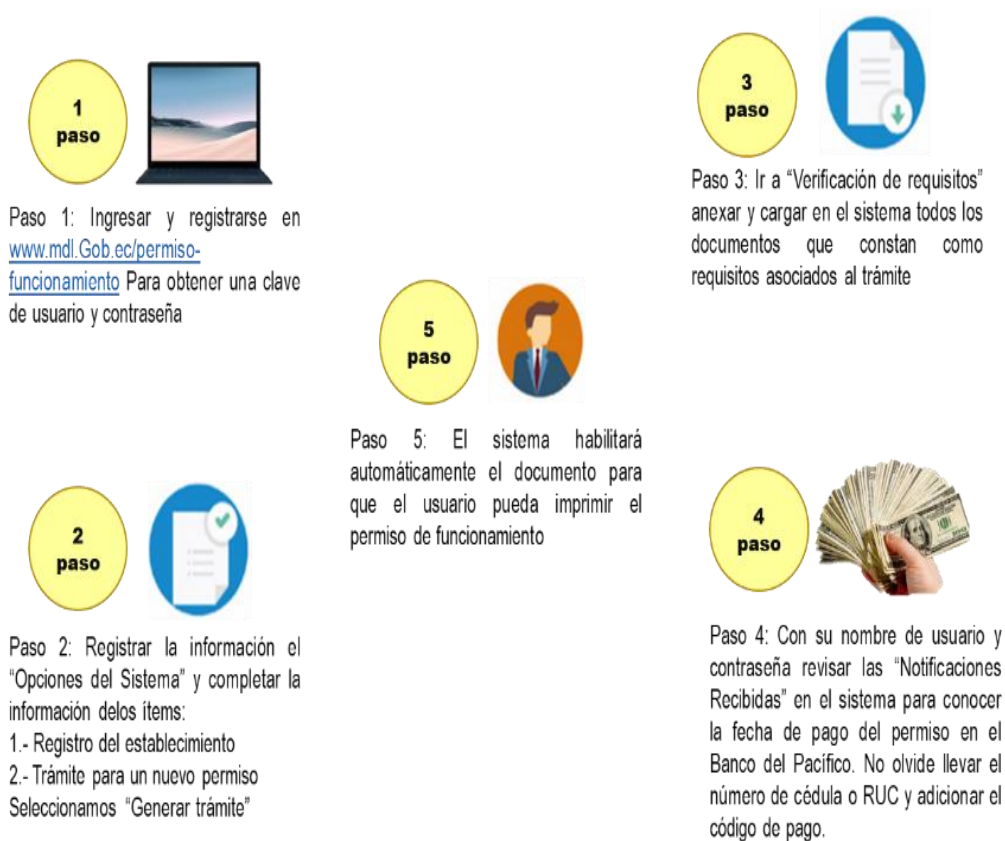 1
paso
Paso 1: Ingresar y registrarse en
www.mdl.Gob.ec/permiso-
funcionamiento Para obtener una clave
de usuario y contraseña
2
paso
Paso 2: Registrar la información el
“Opciones del Sistema” y completar la
información delos ítems:
1.- Registro del establecimiento
2.- Trámite para un nuevo permiso
Seleccionamos “Generar trámite”
3
paso
Paso 3: Ir a “Verificación de requisitos”
anexar y cargar en el sistema todos los
documentos que constan como
requisitos asociados al trámite
4
paso
Paso 4: Con su nombre de usuario y
contraseña revisar las “Notificaciones
Recibidas” en el sistema para conocer
la fecha de pago del permiso en el
Banco del Pacífico. No olvide llevar el
número de cédula o RUC y adicionar el
código de pago.
5
paso
Paso 5: El sistema habilitará
automáticamente el documento para
que el usuario pueda imprimir el
permiso de funcionamiento